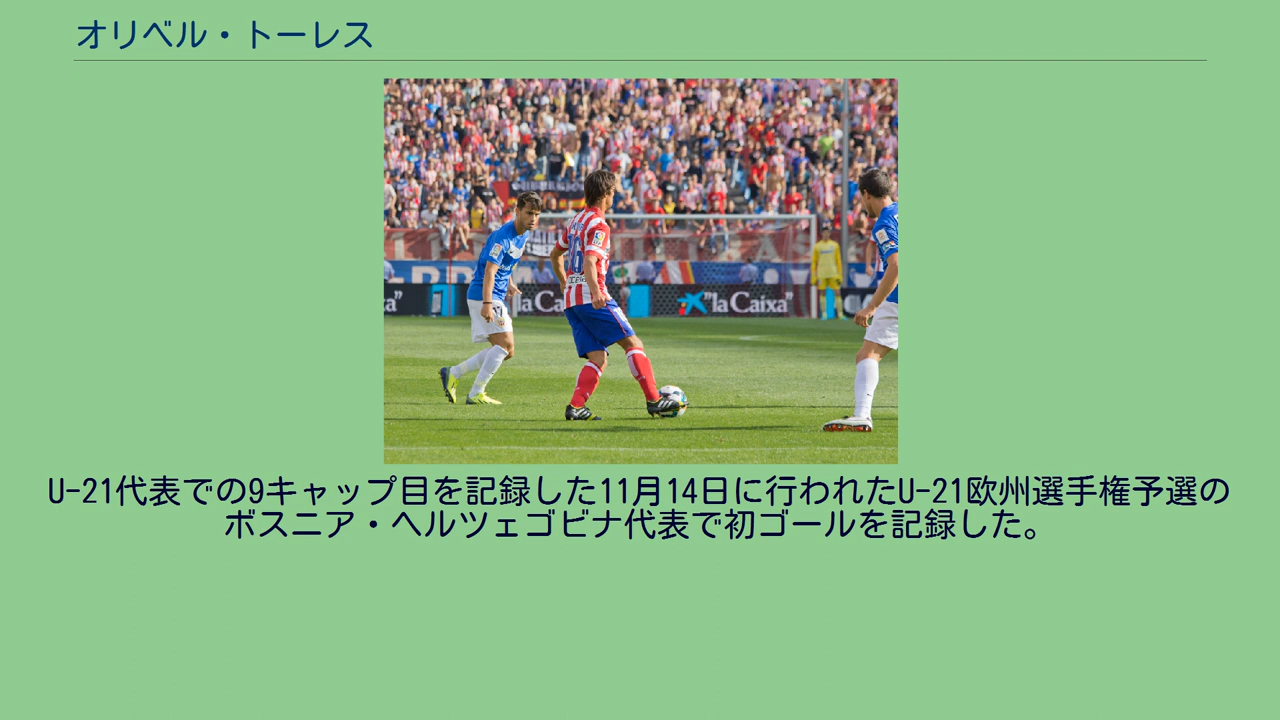 オリベル・トーレス
"la Caixa"
U-21代表での9キャップ目を記録した11月14日に行われたU-21欧州選手権予選の
ボスニア・ヘルツェゴビナ代表で初ゴールを記録した。